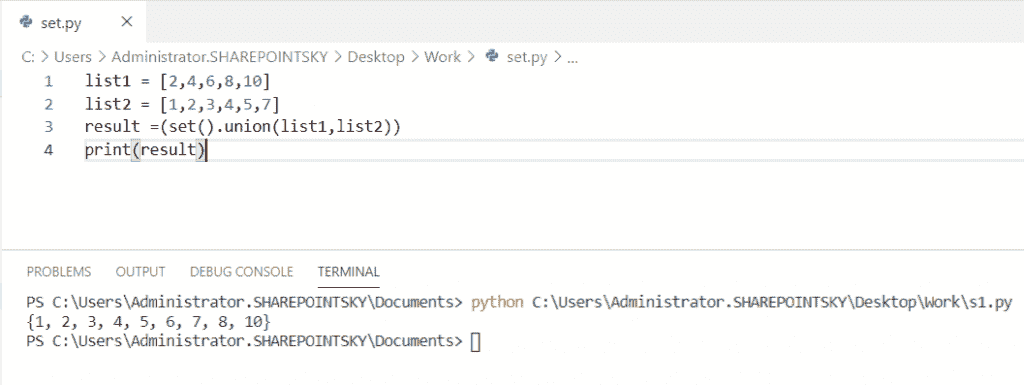 set.py
C: > Users > Administrator.SHAREPOINTSKY > Desktop > Work > set.py > ...
1 list1 = [2,4,6,8,10]
2 list2 = [1,2,3,4,5,7]
3 result =(set().union(list1,list2))
4 print(result)
PROBLEMS OUTPUT DEBUG CONSOLE TERMINAL
PS C:\Users\Administrator.SHAREPOINTSKY\Documents> python C:\Users\Administrator.SHAREPOINTSKY\Desktop\Work\s1.py
{1, 2, 3, 4, 5, 6, 7, 8, 10}
PS C:\Users\Administrator.SHAREPOINTSKY\Documents>